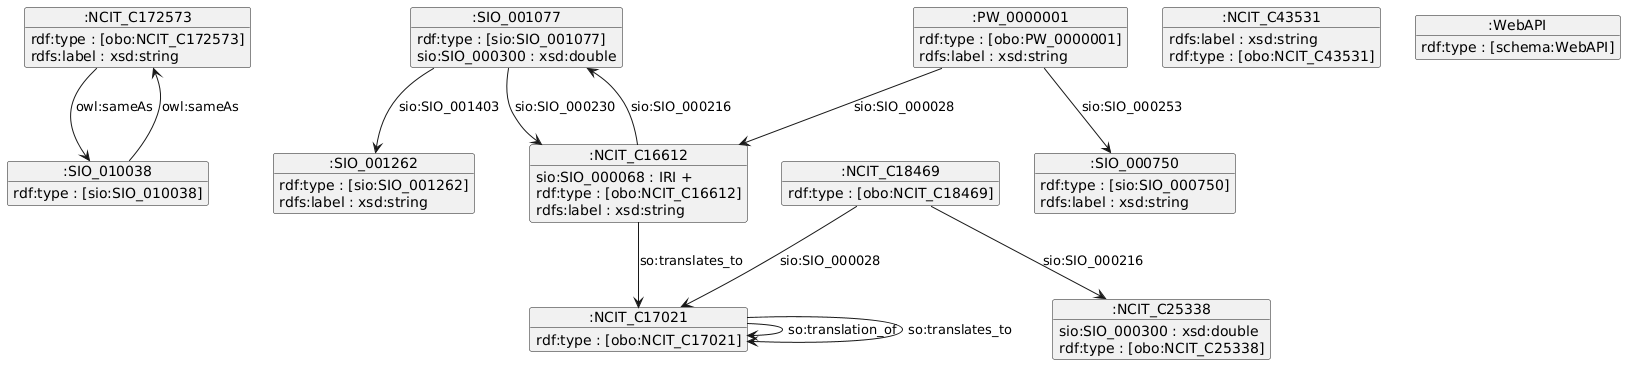 :NCIT_C172573
rdf:type : [obo:NCIT_C172573]
rdfs:label : xsd:string
:SIO_001077
rdf:type : [sio:SIO_001077]
sio:SIO_000300 : xsd:double
:PW_0000001
rdf:type : [obo:PW_0000001]
rdfs:label : xsd:string
:NCIT_C43531
rdfs:label : xsd:string
rdf:type : [obo:NCIT_C43531]
:WebAPI
rdf:type : [schema:WebAPI]
owl:sameAs
owl:sameAs
sio:SIO_001403
sio:SIO_000230
sio:SIO_000216
sio:SIO_000028
sio:SIO_000253
:SIO_010038
rdf:type : [sio:SIO_010038]
:SIO_001262
rdf:type : [sio:SIO_001262]
rdfs:label : xsd:string
:NCIT_C16612
sio:SIO_000068 : IRI +
rdf:type : [obo:NCIT_C16612]
rdfs:label : xsd:string
:NCIT_C18469
rdf:type : [obo:NCIT_C18469]
:SIO_000750
rdf:type : [sio:SIO_000750]
rdfs:label : xsd:string
so:translates_to
sio:SIO_000028
sio:SIO_000216
:NCIT_C17021
rdf:type : [obo:NCIT_C17021]
so:translation_of
so:translates_to
:NCIT_C25338
sio:SIO_000300 : xsd:double
rdf:type : [obo:NCIT_C25338]